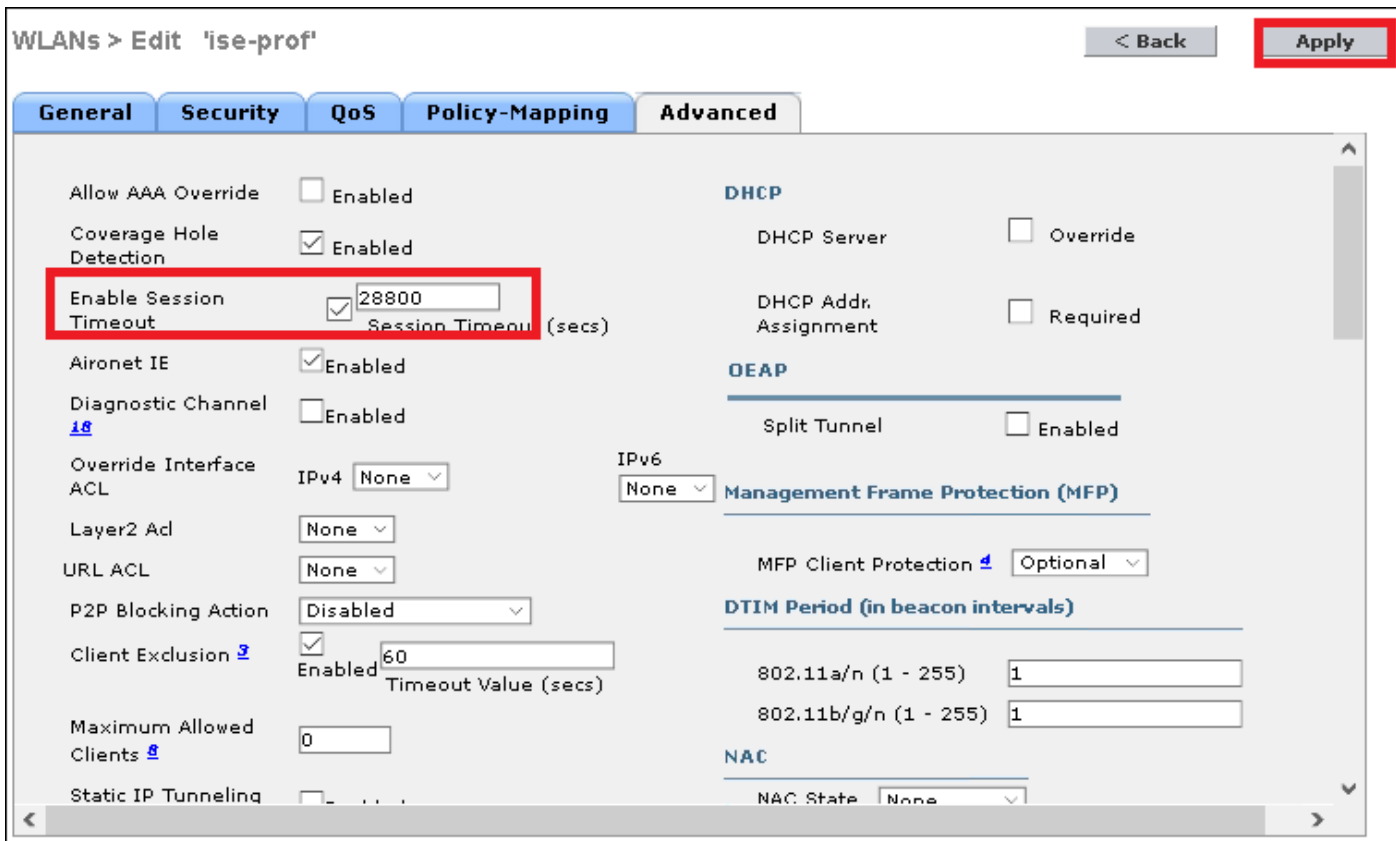 WLANs > Edit 'ise-prof'
< Back
Apply
General
Security
QoS
Policy-Mapping
Advanced
Allow AAA Override
Enabled
Coverage Hole
Detection
Enabled
Enable Session
Timeout
28800
Session Timeout (secs)
Aironet IE
Enabled
Diagnostic Channel
18
Enabled
Override Interface
ACL
IPv4
None
IPv6
None
Layer2 Acl
None
URL ACL
None
P2P Blocking Action
Disabled
Client Exclusion 3
Enabled
60
Timeout Value (secs)
Maximum Allowed
Clients 8
0
Static IP Tunneling
DHCP
DHCP Server
Override
DHCP Addr.
Assignment
Required
OEAP
Split Tunnel
Enabled
Management Frame Protection (MFP)
MFP Client Protection 4
Optional
DTIM Period (in beacon intervals)
802.11a/n (1 - 255)
1
802.11b/g/n (1 - 255)
1
NAC
NAC State
None